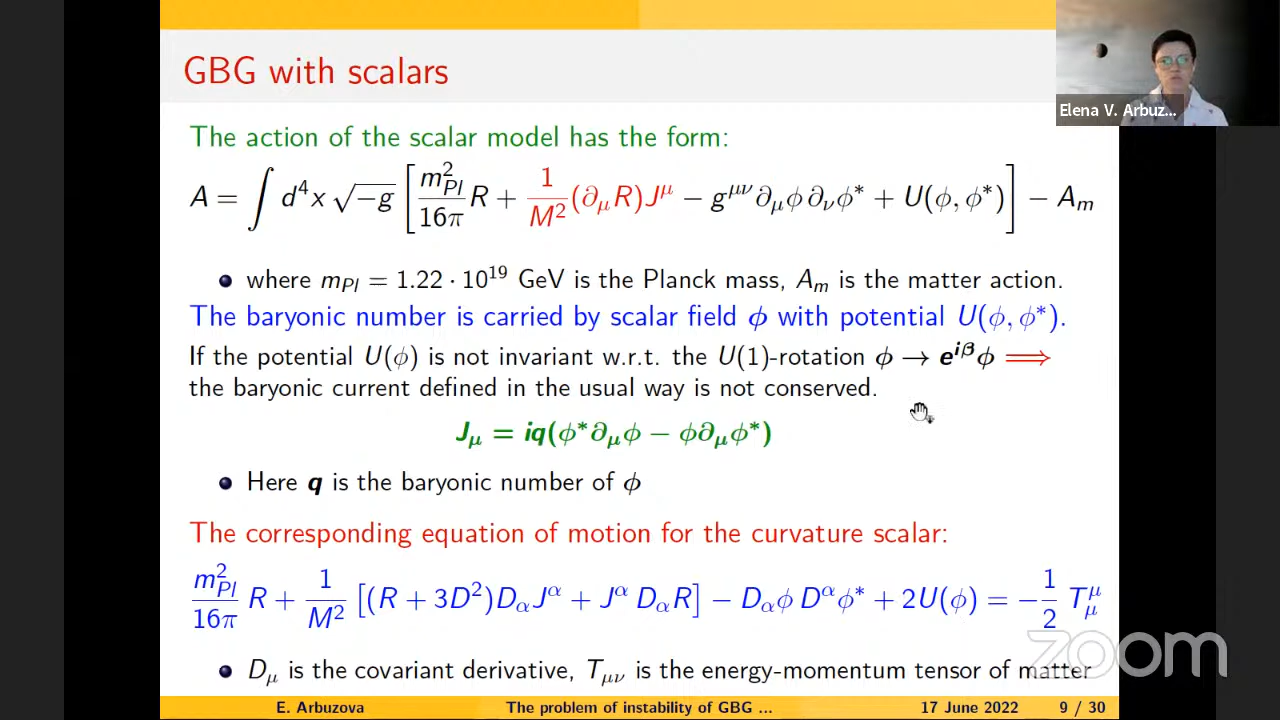 GBG with scalars
Elena V. Arbuz...
The action of the scalar model has the form:
A = ∫ d⁴x √−g [ m²_Pl/16π R + 1/M² (∂_μ R)J^μ − g^{μν} ∂_μ ϕ ∂_ν ϕ* + U(ϕ, ϕ*) ] − A_m
where m_Pl = 1.22 · 10¹⁹ GeV is the Planck mass, A_m is the matter action.
The baryonic number is carried by scalar field ϕ with potential U(ϕ, ϕ*).
If the potential U(ϕ) is not invariant w.r.t. the U(1)-rotation ϕ → e^{iβ}ϕ ⟹
the baryonic current defined in the usual way is not conserved.
J_μ = iq(ϕ*∂_μϕ − ϕ∂_μϕ*)
Here q is the baryonic number of ϕ
The corresponding equation of motion for the curvature scalar:
m²_Pl/16π R + 1/M² [(R + 3D²)D_α J^α + J^α D_α R] − D_α ϕ D^α ϕ* + 2U(ϕ) = −1/2 T^μ_μ
D_μ is the covariant derivative, T_{μν} is the energy-momentum tensor of matter
zoom
E. Arbuzova The problem of instability of GBG ... 17 June 2022 9 / 30